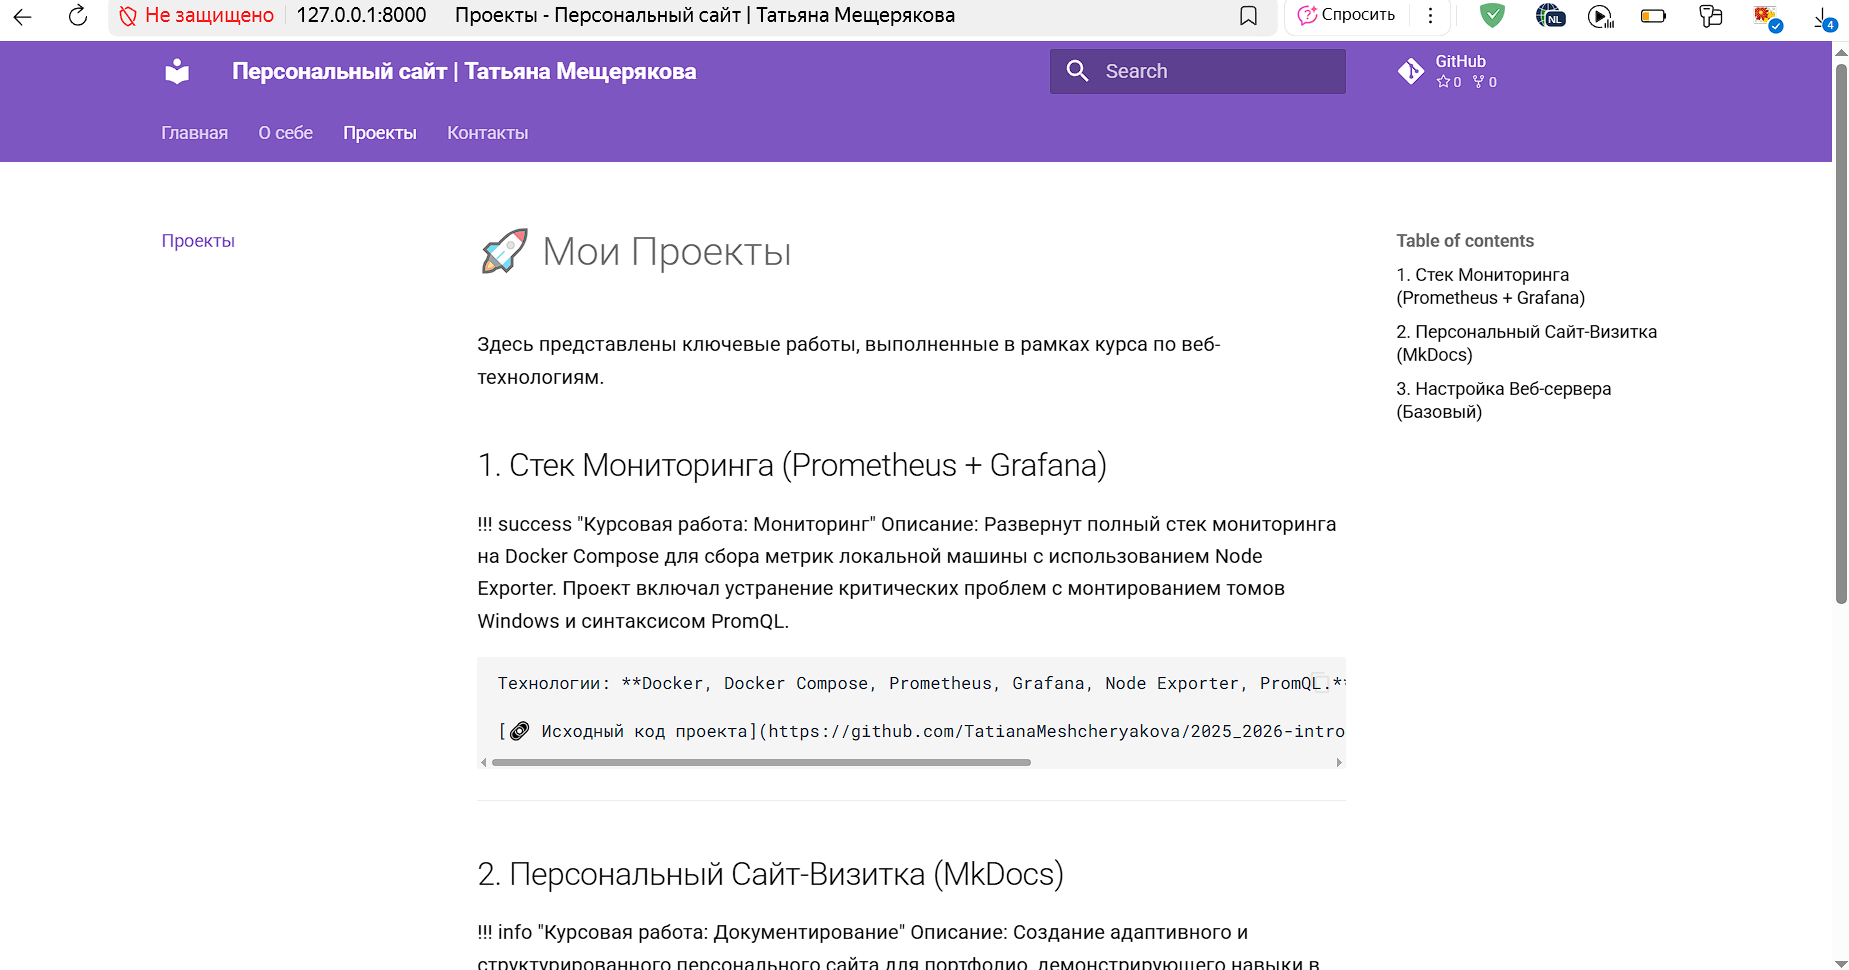 Не защищено 127.0.0.1:8000 Проекты - Персональный сайт | Татьяна Мещерякова Спросить NL 4
Персональный сайт | Татьяна Мещерякова Search GitHub
0 0
Главная О себе Проекты Контакты
Проекты
🚀 Мои Проекты
Здесь представлены ключевые работы, выполненные в рамках курса по веб-
технологиям.
1. Стек Мониторинга (Prometheus + Grafana)
!!! success "Курсовая работа: Мониторинг" Описание: Развернут полный стек мониторинга
на Docker Compose для сбора метрик локальной машины с использованием Node
Exporter. Проект включал устранение критических проблем с монтированием томов
Windows и синтаксисом PromQL.
Технологии: **Docker, Docker Compose, Prometheus, Grafana, Node Exporter, PromQL.**
[🔗 Исходный код проекта](https://github.com/TatianaMeshcheryakova/2025_2026-intro
2. Персональный Сайт-Визитка (MkDocs)
!!! info "Курсовая работа: Документирование" Описание: Создание адаптивного и
структурированного персонального сайта для портфолио, демонстрирующего навыки в
Table of contents
1. Стек Мониторинга
(Prometheus + Grafana)
2. Персональный Сайт-Визитка
(MkDocs)
3. Настройка Веб-сервера
(Базовый)